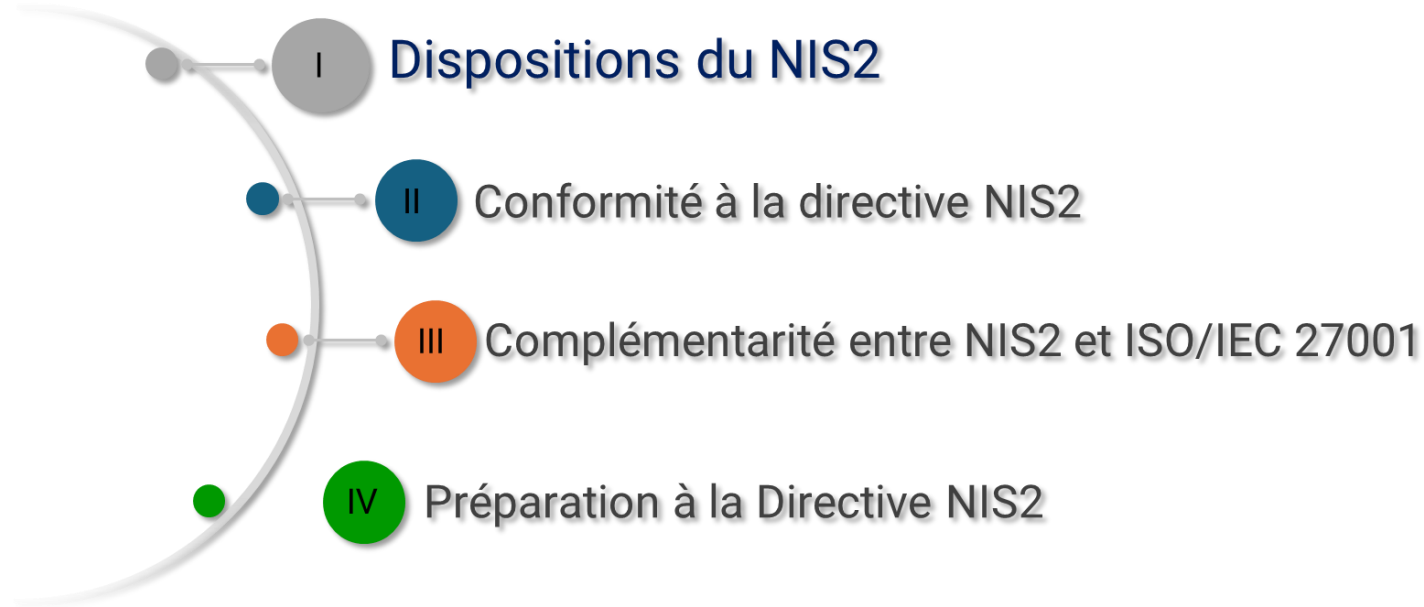 I Dispositions du NIS2
II Conformité à la directive NIS2
III Complémentarité entre NIS2 et ISO/IEC 27001
IV Préparation à la Directive NIS2